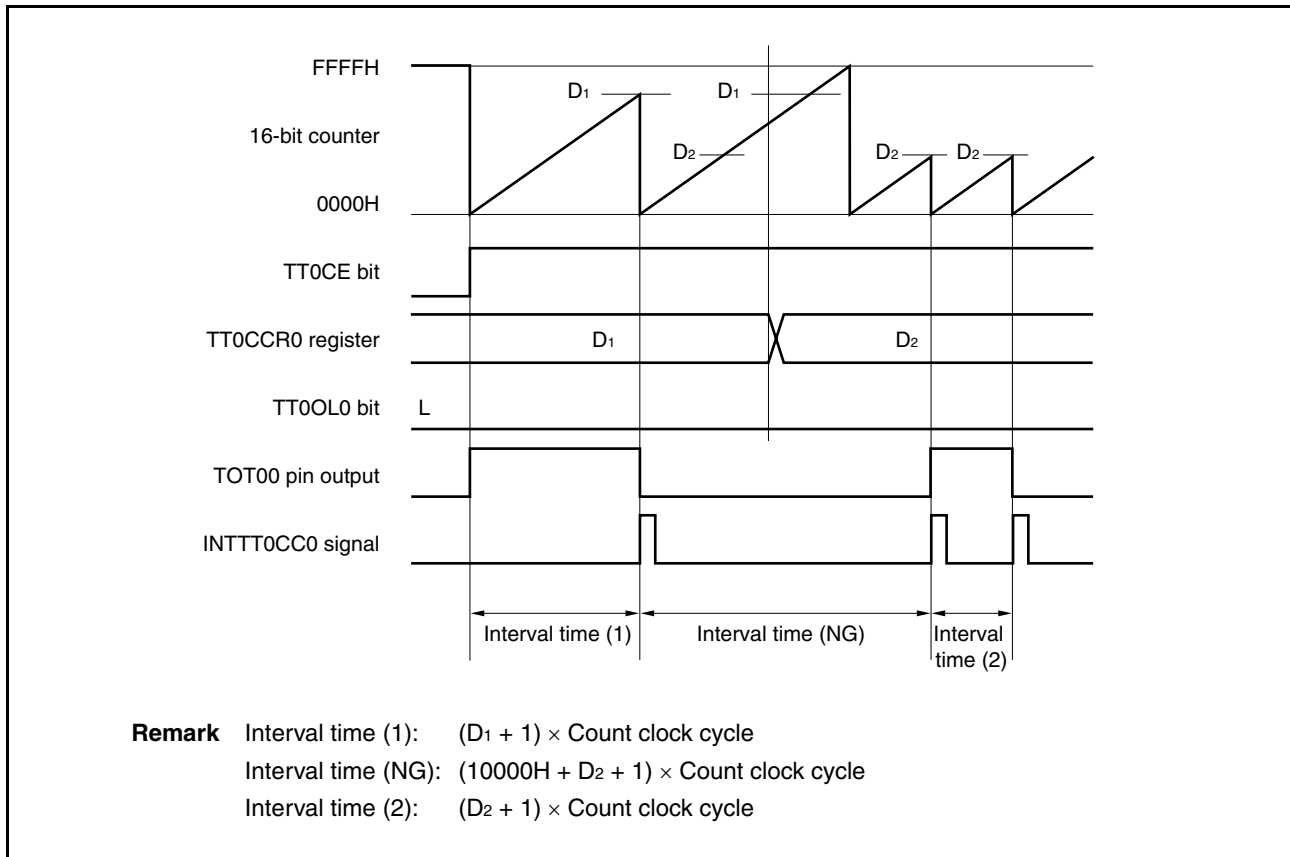 FFFFH
D1 D1
16-bit counter
D2 D2 D2
0000H
TT0CE bit
TT0CCR0 register D1 D2
TT0OL0 bit L
TOT00 pin output
INTTT0CC0 signal
Interval time (1) Interval time (NG) Interval
time (2)
Remark Interval time (1): (D1 + 1) × Count clock cycle
Interval time (NG): (10000H + D2 + 1) × Count clock cycle
Interval time (2): (D2 + 1) × Count clock cycle